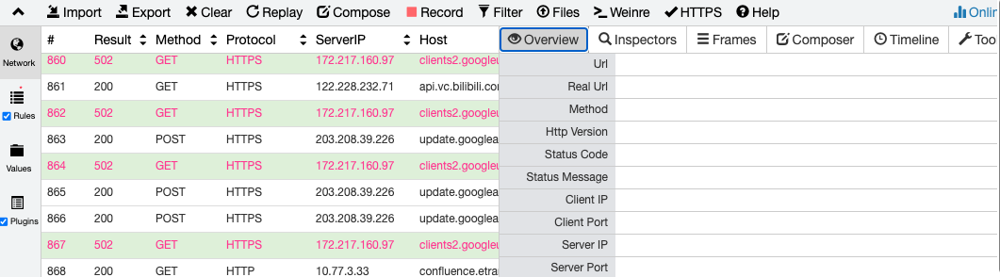 Import Export Clear Replay Compose Record Filter Files Weinre HTTPS Help Onlin
Network
Rules
Values
Plugins
# Result Method Protocol ServerIP Host
860 502 GET HTTPS 172.217.160.97 clients2.googleu
861 200 GET HTTPS 122.228.232.71 api.vc.bilibili.co
862 502 GET HTTPS 172.217.160.97 clients2.googleu
863 200 POST HTTPS 203.208.39.226 update.googlea
864 502 GET HTTPS 172.217.160.97 clients2.googleu
865 200 POST HTTPS 203.208.39.226 update.googlea
866 200 POST HTTPS 203.208.39.226 update.googlea
867 502 GET HTTPS 172.217.160.97 clients2.googleu
868 200 GET HTTP 10.77.3.33 confluence.etra
Overview Inspectors Frames Composer Timeline Too
Url
Real Url
Method
Http Version
Status Code
Status Message
Client IP
Client Port
Server IP
Server Port